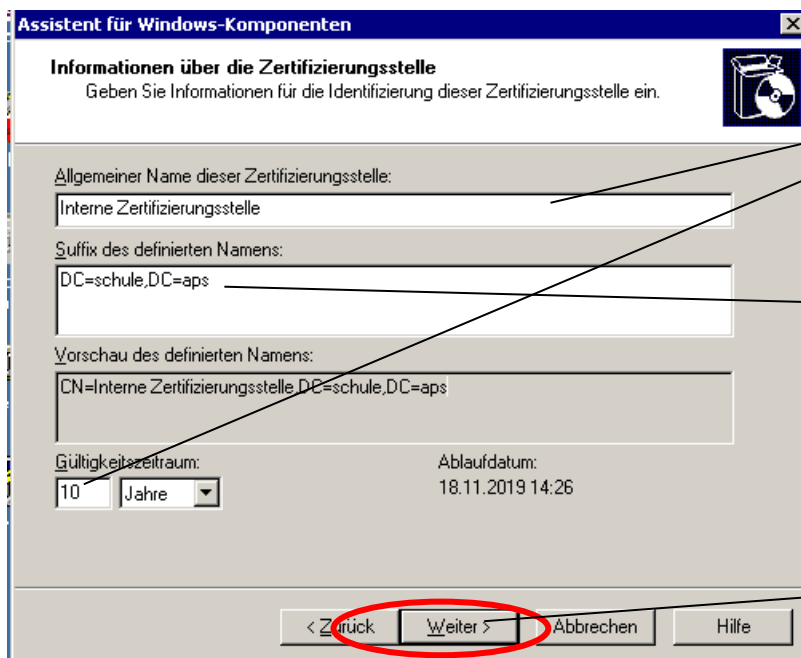 Assistent für Windows-Komponenten
Informationen über die Zertifizierungsstelle
Geben Sie Informationen für die Identifizierung dieser Zertifizierungsstelle ein.
Allgemeiner Name dieser Zertifizierungsstelle:
Interne Zertifizierungsstelle
Suffix des definierten Namens:
DC=schule,DC=aps
Vorschau des definierten Namens:
CN=Interne Zertifizierungsstelle,DC=schule,DC=aps
Gültigkeitszeitraum: Ablaufdatum:
10 Jahre 18.11.2019 14:26
< Zurück Weiter > Abbrechen Hilfe